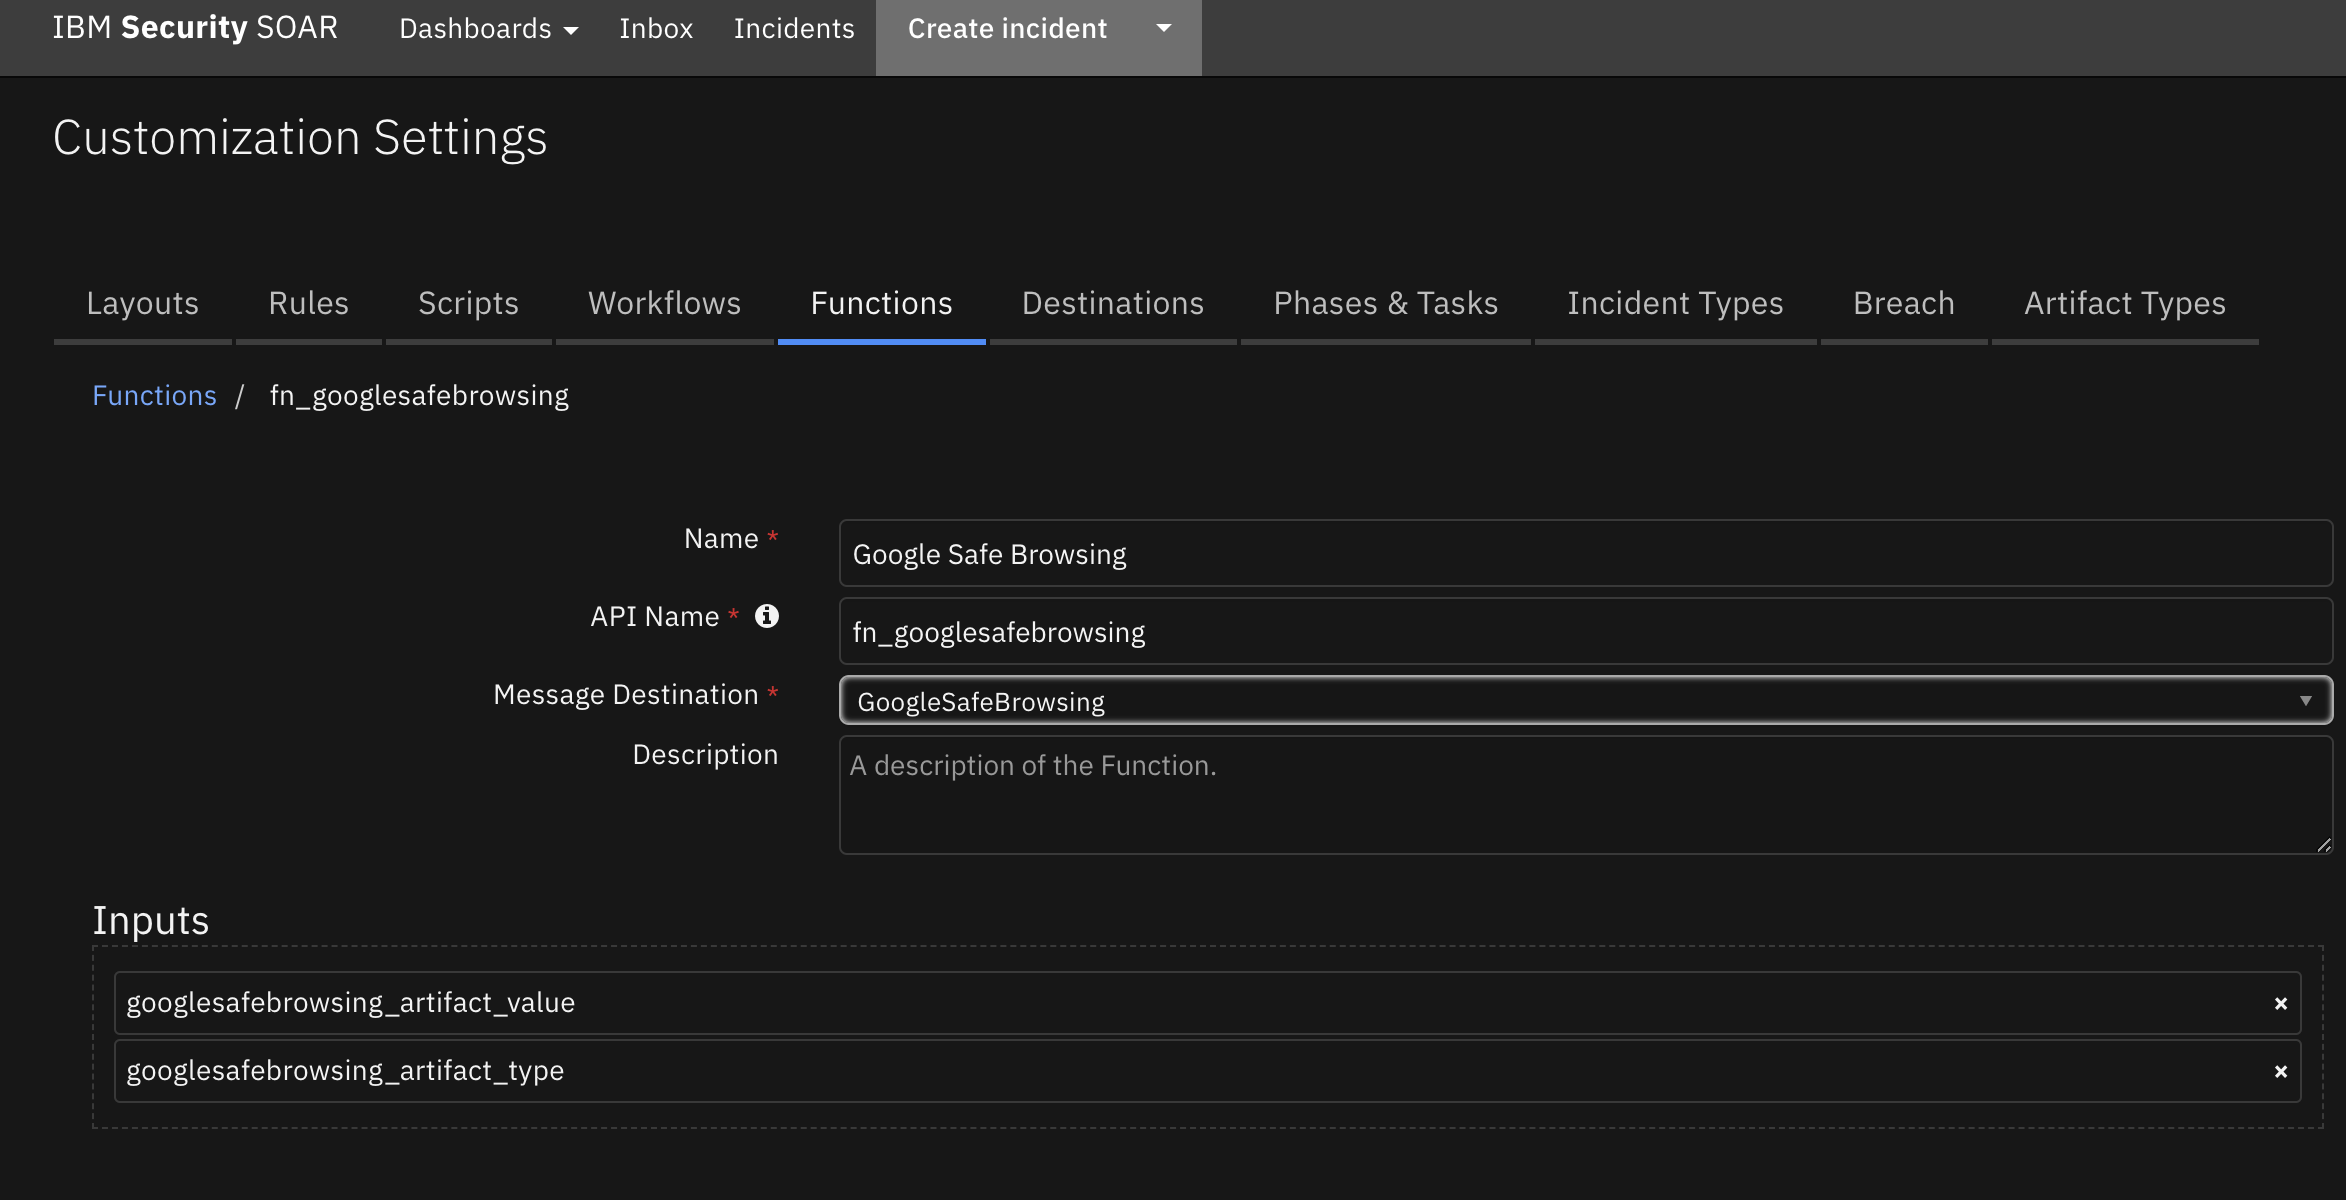 IBM Security SOAR Dashboards Inbox Incidents Create incident
Customization Settings
Layouts Rules Scripts Workflows Functions Destinations Phases & Tasks Incident Types Breach Artifact Types
Functions / fn_googlesafebrowsing
Name * Google Safe Browsing
API Name * fn_googlesafebrowsing
Message Destination * GoogleSafeBrowsing
Description A description of the Function.
Inputs
googlesafebrowsing_artifact_value ×
googlesafebrowsing_artifact_type ×